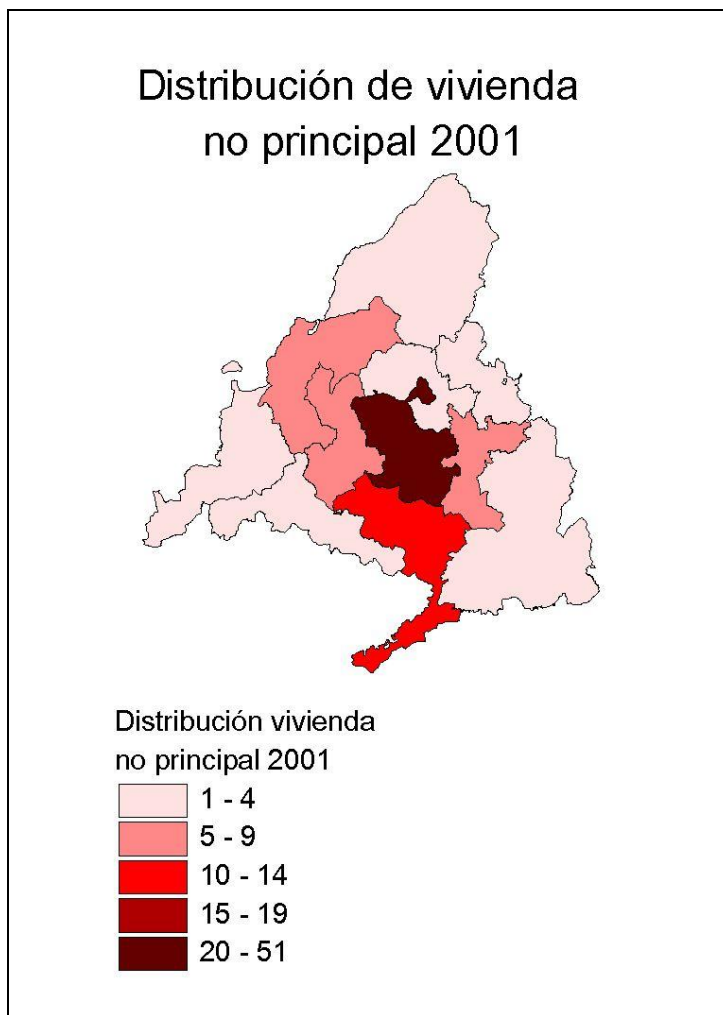 Distribución de vivienda
no principal 2001
Distribución vivienda
no principal 2001
1 - 4
5 - 9
10 - 14
15 - 19
20 - 51